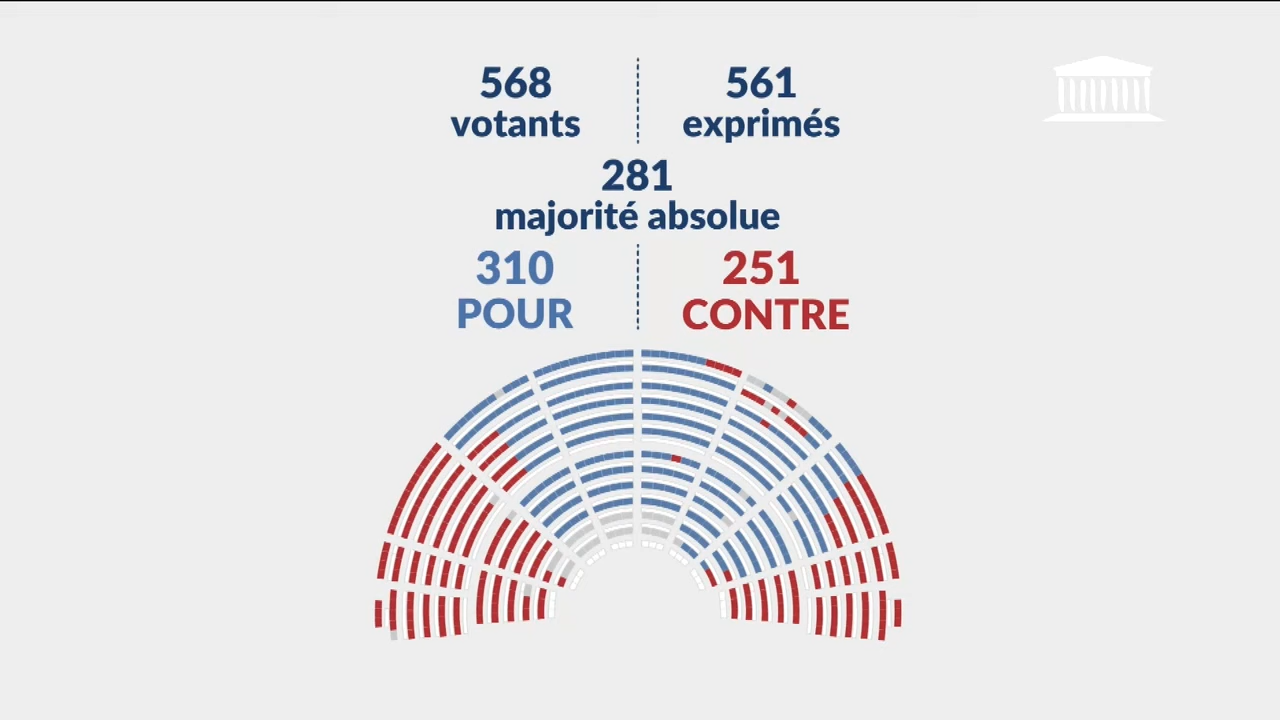 568
votants
561
exprimés
281
majorité absolue
310
POUR
251
CONTRE